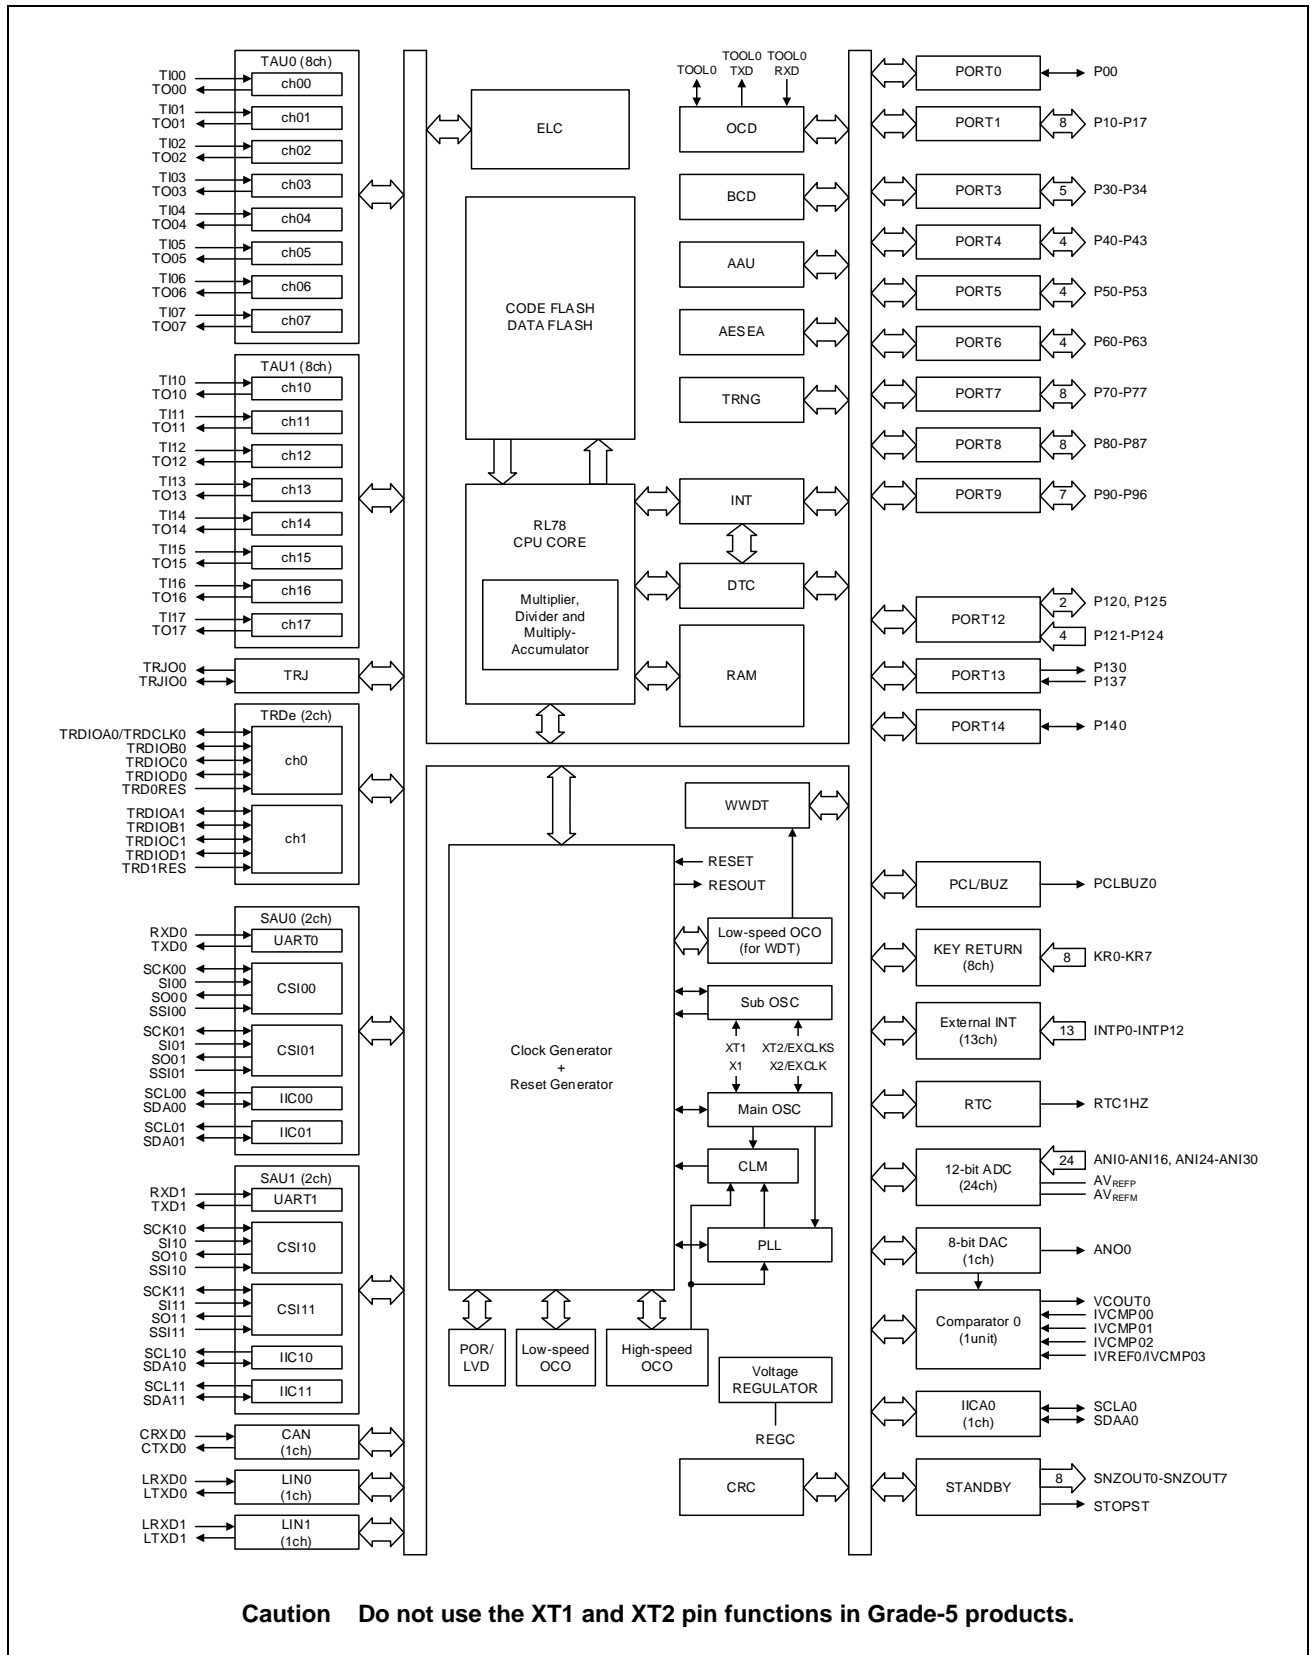 TAU0 (8ch)
TI00
TO00
ch00
TI01
TO01
ch01
TI02
TO02
ch02
TI03
TO03
ch03
TI04
TO04
ch04
TI05
TO05
ch05
TI06
TO06
ch06
TI07
TO07
ch07
TAU1 (8ch)
TI10
TO10
ch10
TI11
TO11
ch11
TI12
TO12
ch12
TI13
TO13
ch13
TI14
TO14
ch14
TI15
TO15
ch15
TI16
TO16
ch16
TI17
TO17
ch17
TRJO0
TRJIO0
TRJ
TRDe (2ch)
TRDIOA0/TRDCLK0
TRDIOB0
TRDIOC0
TRDIOD0
TRD0RES
ch0
TRDIOA1
TRDIOB1
TRDIOC1
TRDIOD1
TRD1RES
ch1
SAU0 (2ch)
RXD0
TXD0
UART0
SCK00
SI00
SO00
SSI00
CSI00
SCK01
SI01
SO01
SSI01
CSI01
SCL00
SDA00
IIC00
SCL01
SDA01
IIC01
SAU1 (2ch)
RXD1
TXD1
UART1
SCK10
SI10
SO10
SSI10
CSI10
SCK11
SI11
SO11
SSI11
CSI11
SCL10
SDA10
IIC10
SCL11
SDA11
IIC11
CRXD0
CTXD0
CAN
(1ch)
LRXD0
LTXD0
LIN0
(1ch)
LRXD1
LTXD1
LIN1
(1ch)
ELC
CODE FLASH
DATA FLASH
RL78
CPU CORE
Multiplier,
Divider and
Multiply-
Accumulator
TOOL0
TOOL0
TXD
TOOL0
RXD
OCD
BCD
AAU
AESEA
TRNG
INT
DTC
RAM
WWDT
RESET
RESOUT
Low-speed OCO
(for WDT)
Sub OSC
XT1
XT2/EXCLKS
X1
X2/EXCLK
Clock Generator
+
Reset Generator
Main OSC
CLM
PLL
POR/
LVD
Low-speed
OCO
High-speed
OCO
Voltage
REGULATOR
REGC
CRC
PORT0
P00
PORT1
8
P10-P17
PORT3
5
P30-P34
PORT4
4
P40-P43
PORT5
4
P50-P53
PORT6
4
P60-P63
PORT7
8
P70-P77
PORT8
8
P80-P87
PORT9
7
P90-P96
PORT12
2
P120, P125
4
P121-P124
PORT13
P130
P137
PORT14
P140
PCL/BUZ
PCLBUZ0
KEY RETURN
(8ch)
8
KR0-KR7
External INT
(13ch)
13
INTP0-INTP12
RTC
RTC1HZ
12-bit ADC
(24ch)
24
ANI0-ANI16, ANI24-ANI30
AVREFP
AVREFM
8-bit DAC
(1ch)
ANO0
Comparator 0
(1unit)
VCOUT0
IVCMP00
IVCMP01
IVCMP02
IVREF0/IVCMP03
IICA0
(1ch)
SCLA0
SDAA0
STANDBY
8
SNZOUT0-SNZOUT7
STOPST
Caution Do not use the XT1 and XT2 pin functions in Grade-5 products.